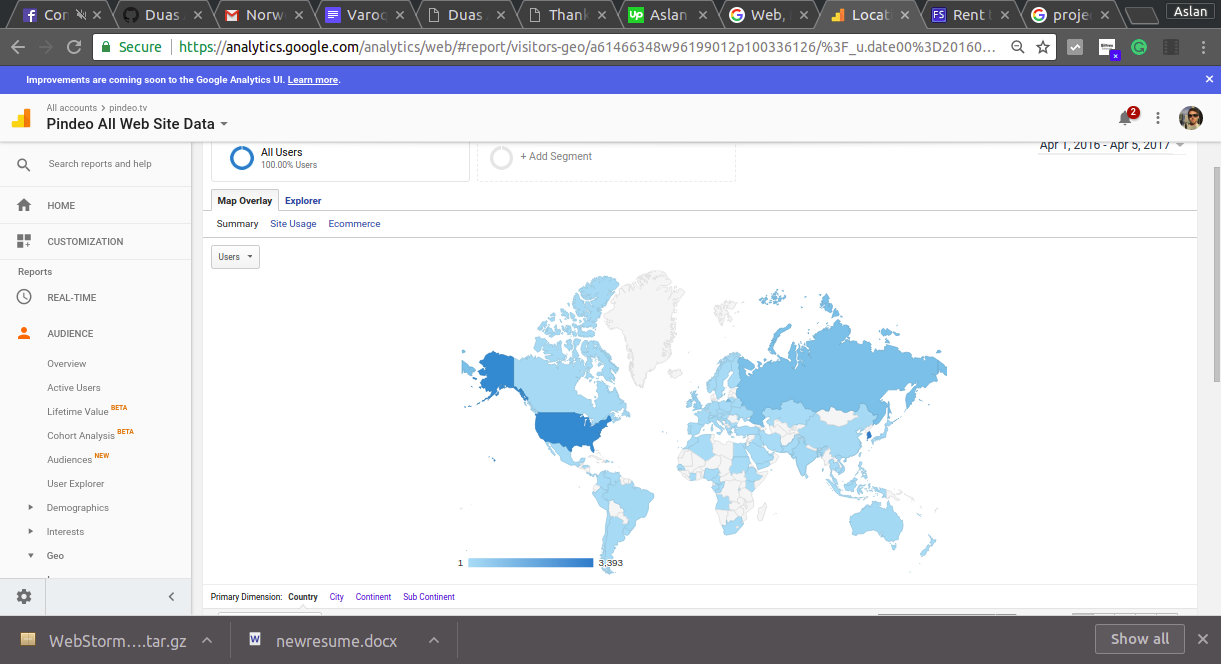 Cor
Duas
Norw
Varoq
Duas
Thank
Up Aslan
Web,
Locat
FS Rent t
proje
Aslan
Secure https://analytics.google.com/analytics/web/#report/visitors-geo/a61466348w96199012p100336126/%3F_u.date00%3D20160...
Improvements are coming soon to the Google Analytics UI. Learn more.
All accounts > pindeo.tv
Pindeo All Web Site Data
2
Search reports and help
HOME
CUSTOMIZATION
Reports
REAL-TIME
AUDIENCE
Overview
Active Users
Lifetime Value BETA
Cohort Analysis BETA
Audiences NEW
User Explorer
Demographics
Interests
Geo
All Users
100.00% Users
+ Add Segment
Apr 1, 2016 - Apr 5, 2017
Map Overlay Explorer
Summary Site Usage Ecommerce
Users
1 3,393
Primary Dimension: Country City Continent Sub Continent
WebStorm....tar.gz
newresume.docx
Show all